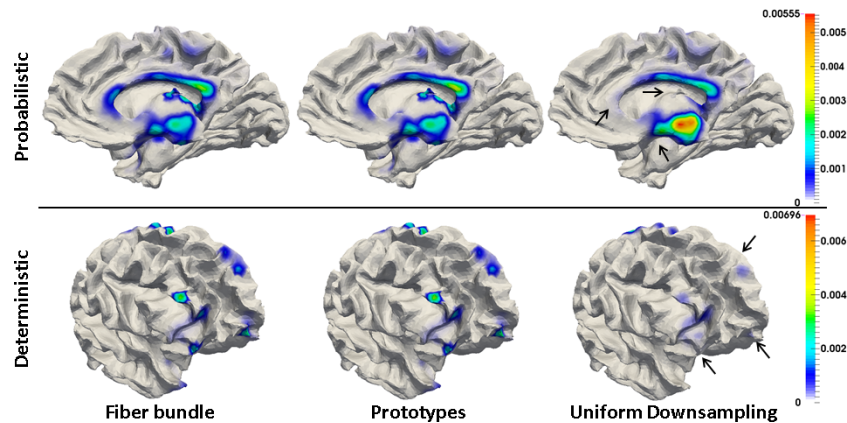 Probabilistic
0.00555
0.005
0.004
0.003
0.002
0.001
0
Deterministic
0.00696
0.006
0.004
0.002
0
Fiber bundle
Prototypes
Uniform Downsampling